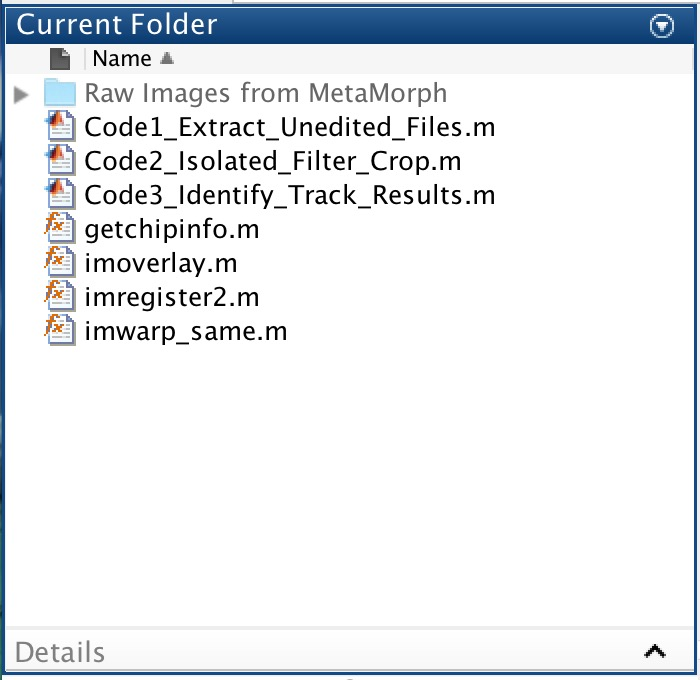 Current Folder
Name
Raw Images from MetaMorph
Code1_Extract_Unedited_Files.m
Code2_Isolated_Filter_Crop.m
Code3_Identify_Track_Results.m
getchipinfo.m
imoverlay.m
imregister2.m
imwarp_same.m
Details